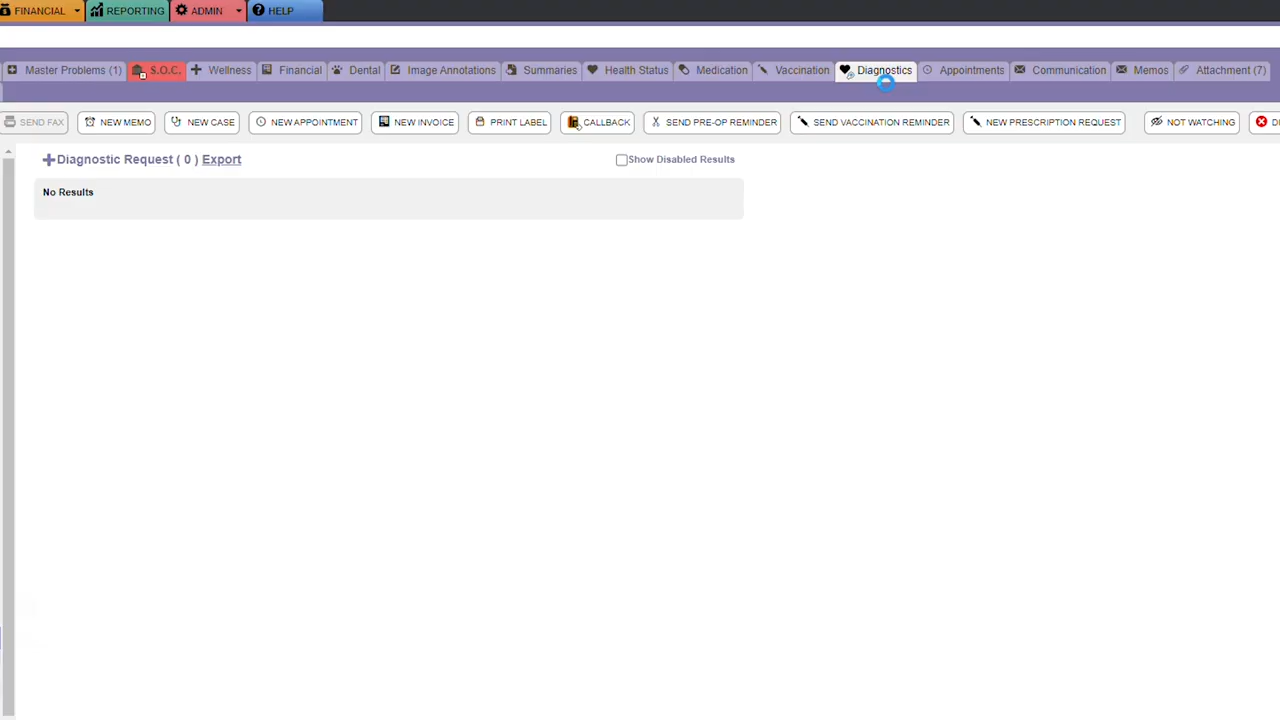 FINANCIAL REPORTING ADMIN HELP
Master Problems (1) S.O.C. Wellness Financial Dental Image Annotations Summaries Health Status Medication Vaccination Diagnostics Appointments Communication Memos Attachment (7)
SEND FAX NEW MEMO NEW CASE NEW APPOINTMENT NEW INVOICE PRINT LABEL CALLBACK SEND PRE-OP REMINDER SEND VACCINATION REMINDER NEW PRESCRIPTION REQUEST NOT WATCHING
Diagnostic Request ( 0 ) Export Show Disabled Results
No Results